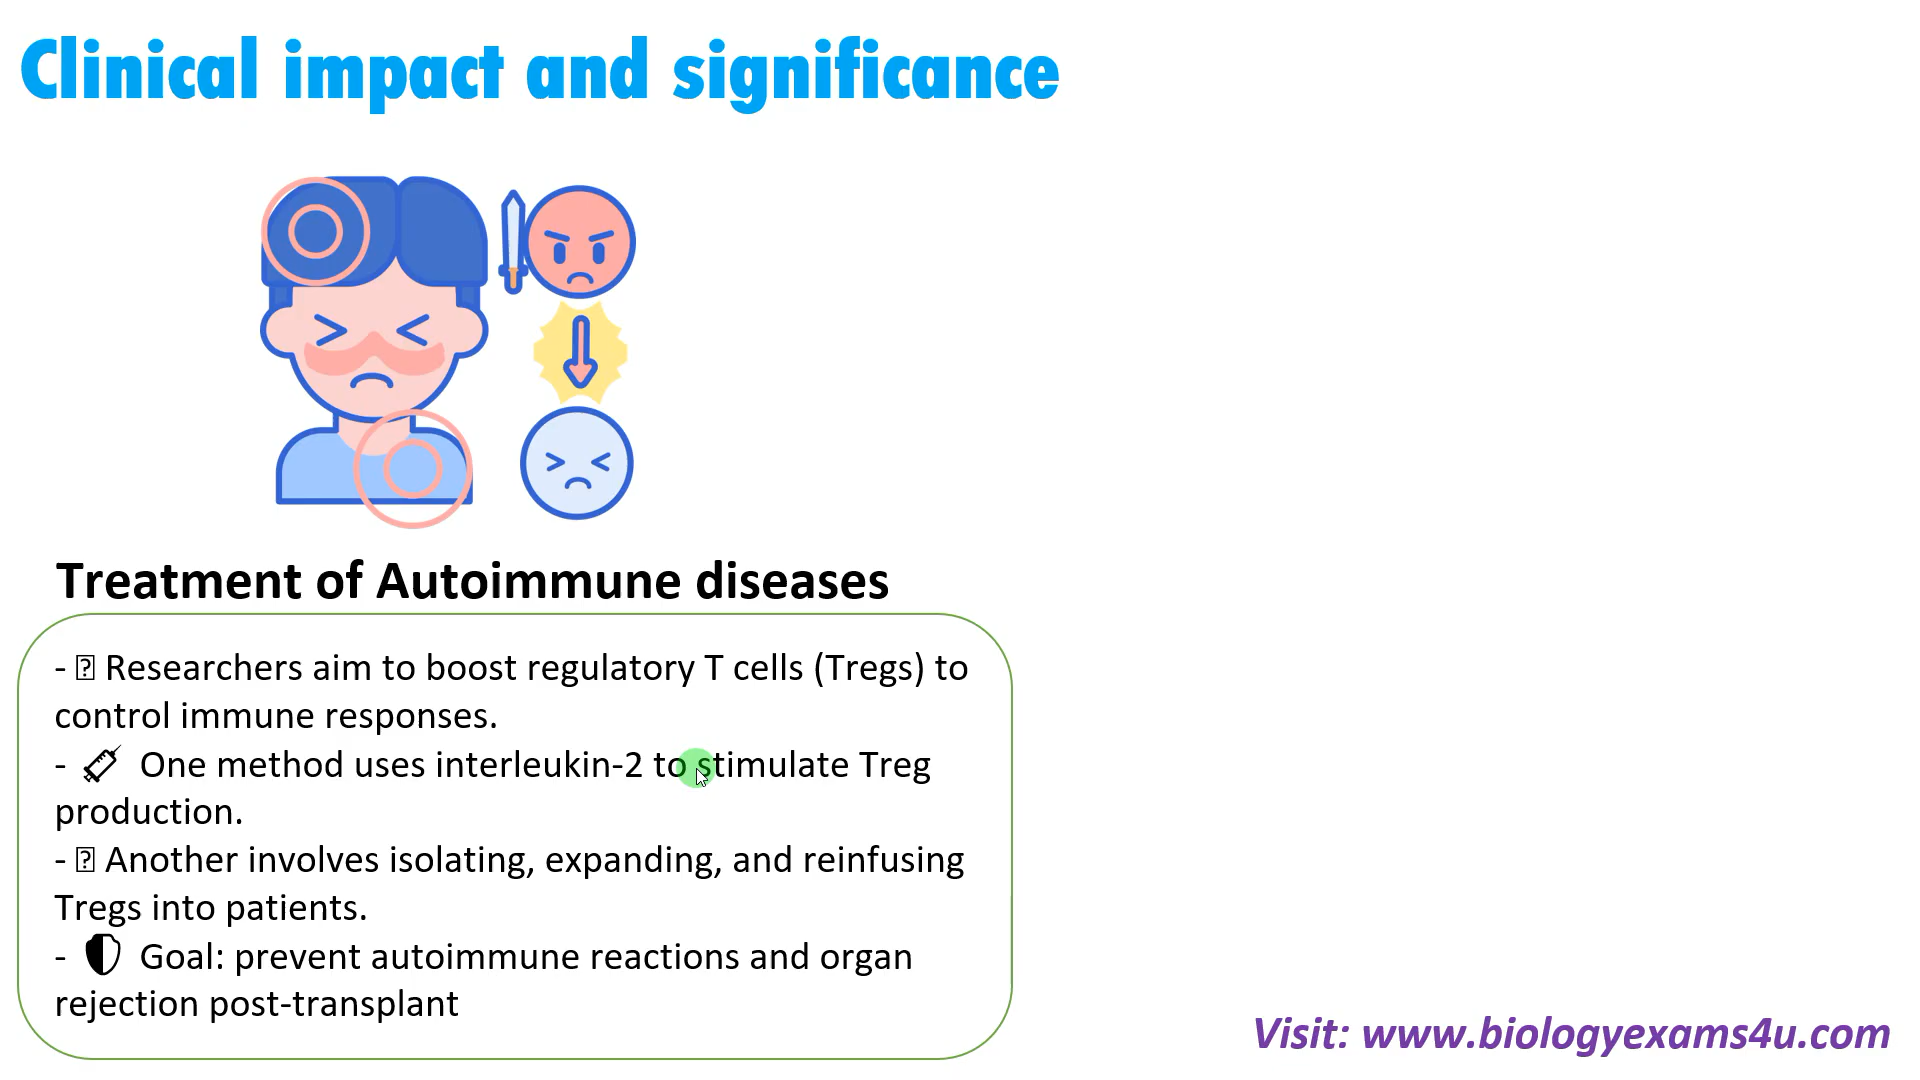 Clinical impact and significance
Treatment of Autoimmune diseases
- Researchers aim to boost regulatory T cells (Tregs) to
control immune responses.
- One method uses interleukin-2 to stimulate Treg
production.
- Another involves isolating, expanding, and reinfusing
Tregs into patients.
- Goal: prevent autoimmune reactions and organ
rejection post-transplant
Visit: www.biologyexams4u.com